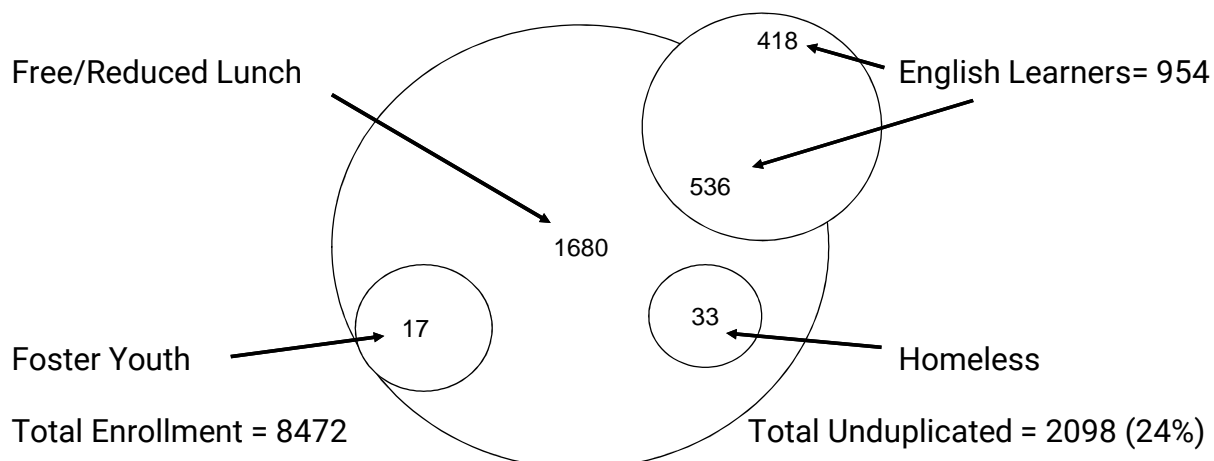 418
Free/Reduced Lunch
English Learners= 954
536
1680
17
33
Foster Youth
Homeless
Total Enrollment = 8472
Total Unduplicated = 2098 (24%)